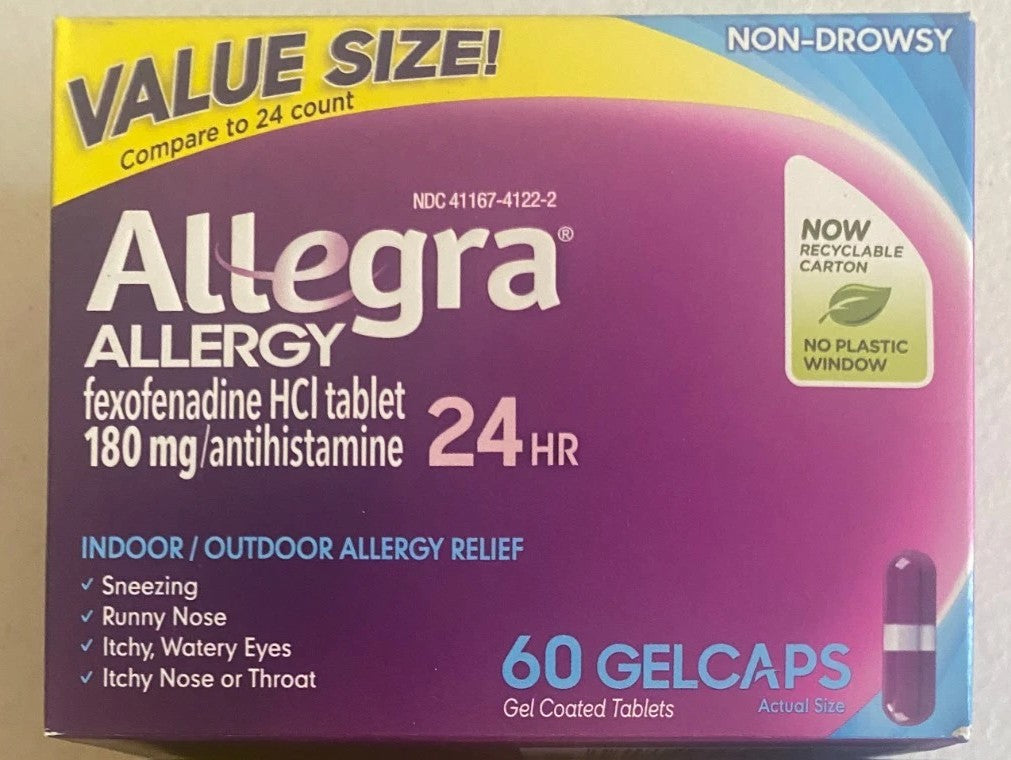 VALUE SIZE!
Compare to 24 count
NON-DROWSY
NDC 41167-4122-2
Allegra®
ALLERGY
fexofenadine HCl tablet
180 mg/antihistamine
24 HR
NOW
RECYCLABLE
CARTON
NO PLASTIC
WINDOW
INDOOR / OUTDOOR ALLERGY RELIEF
✓ Sneezing
✓ Runny Nose
✓ Itchy, Watery Eyes
✓ Itchy Nose or Throat
60 GELCAPS
Gel Coated Tablets
Actual Size